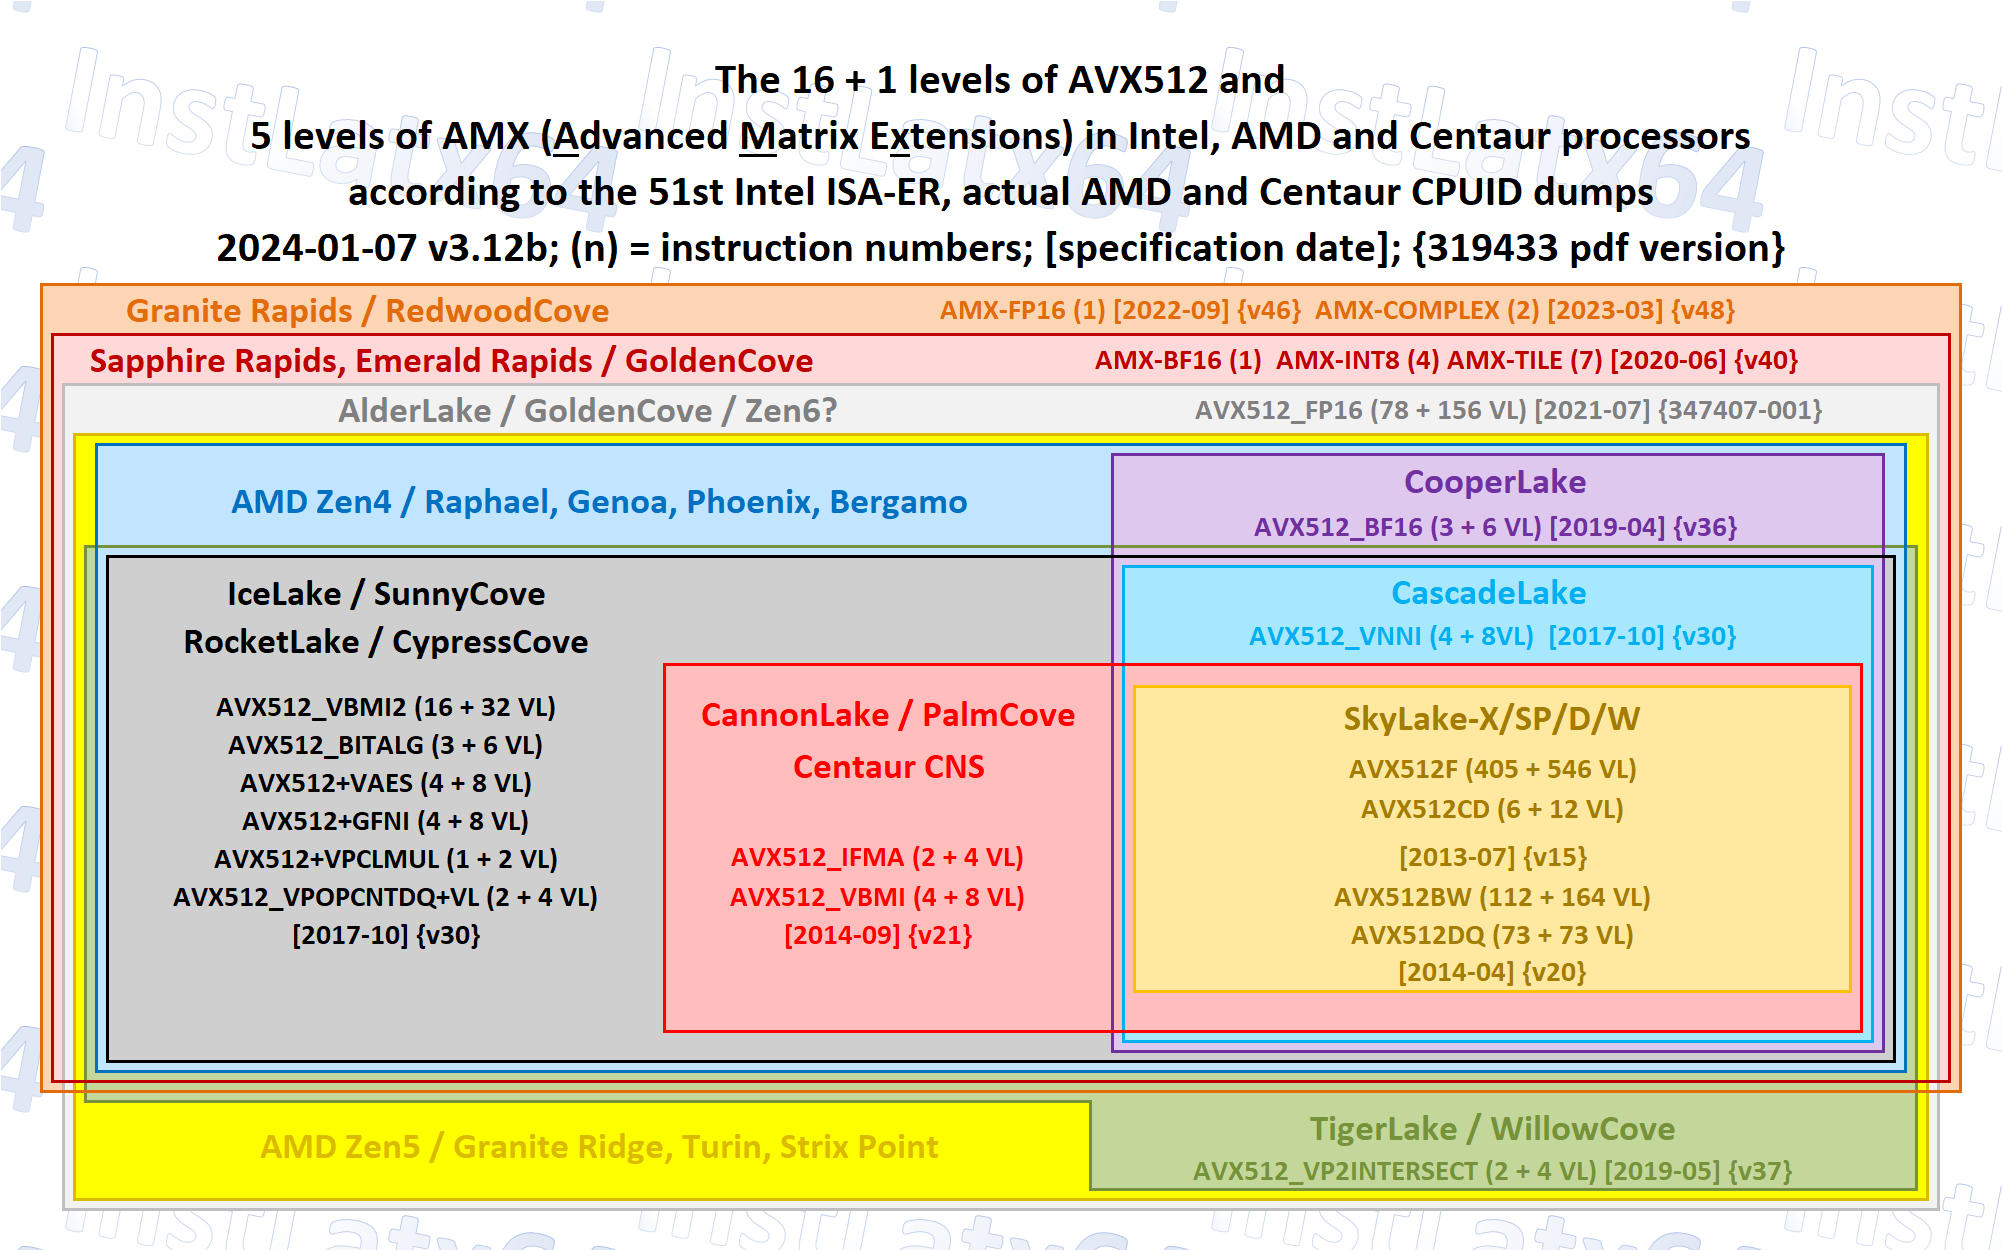 The 16 + 1 levels of AVX512 and
5 levels of AMX (Advanced Matrix Extensions) in Intel, AMD and Centaur processors
according to the 51st Intel ISA-ER, actual AMD and Centaur CPUID dumps
2024-01-07 v3.12b; (n) = instruction numbers; [specification date]; {319433 pdf version}
Granite Rapids / RedwoodCove
AMX-FP16 (1) [2022-09] {v46} AMX-COMPLEX (2) [2023-03] {v48}
Sapphire Rapids, Emerald Rapids / GoldenCove
AMX-BF16 (1) AMX-INT8 (4) AMX-TILE (7) [2020-06] {v40}
AlderLake / GoldenCove / Zen6?
AVX512_FP16 (78 + 156 VL) [2021-07] {347407-001}
AMD Zen4 / Raphael, Genoa, Phoenix, Bergamo
CooperLake
AVX512_BF16 (3 + 6 VL) [2019-04] {v36}
IceLake / SunnyCove
RocketLake / CypressCove
AVX512_VBMI2 (16 + 32 VL)
AVX512_BITALG (3 + 6 VL)
AVX512+VAES (4 + 8 VL)
AVX512+GFNI (4 + 8 VL)
AVX512+VPCLMUL (1 + 2 VL)
AVX512_VPOPCNTDQ+VL (2 + 4 VL)
[2017-10] {v30}
CascadeLake
AVX512_VNNI (4 + 8VL) [2017-10] {v30}
CannonLake / PalmCove
Centaur CNS
AVX512_IFMA (2 + 4 VL)
AVX512_VBMI (4 + 8 VL)
[2014-09] {v21}
SkyLake-X/SP/D/W
AVX512F (405 + 546 VL)
AVX512CD (6 + 12 VL)
[2013-07] {v15}
AVX512BW (112 + 164 VL)
AVX512DQ (73 + 73 VL)
[2014-04] {v20}
AMD Zen5 / Granite Ridge, Turin, Strix Point
TigerLake / WillowCove
AVX512_VP2INTERSECT (2 + 4 VL) [2019-05] {v37}
InstLatx64
InstLatx64
InstLatx64